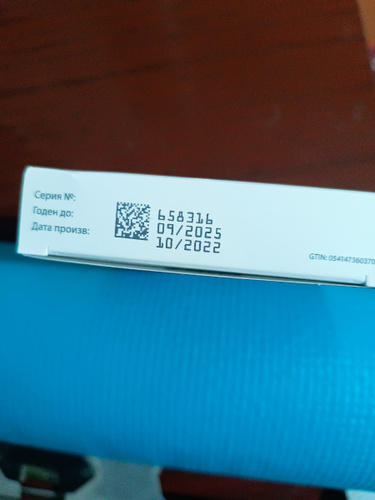 Серия №:
Годен до:
Дата произв:
658316
09/2025
10/2022